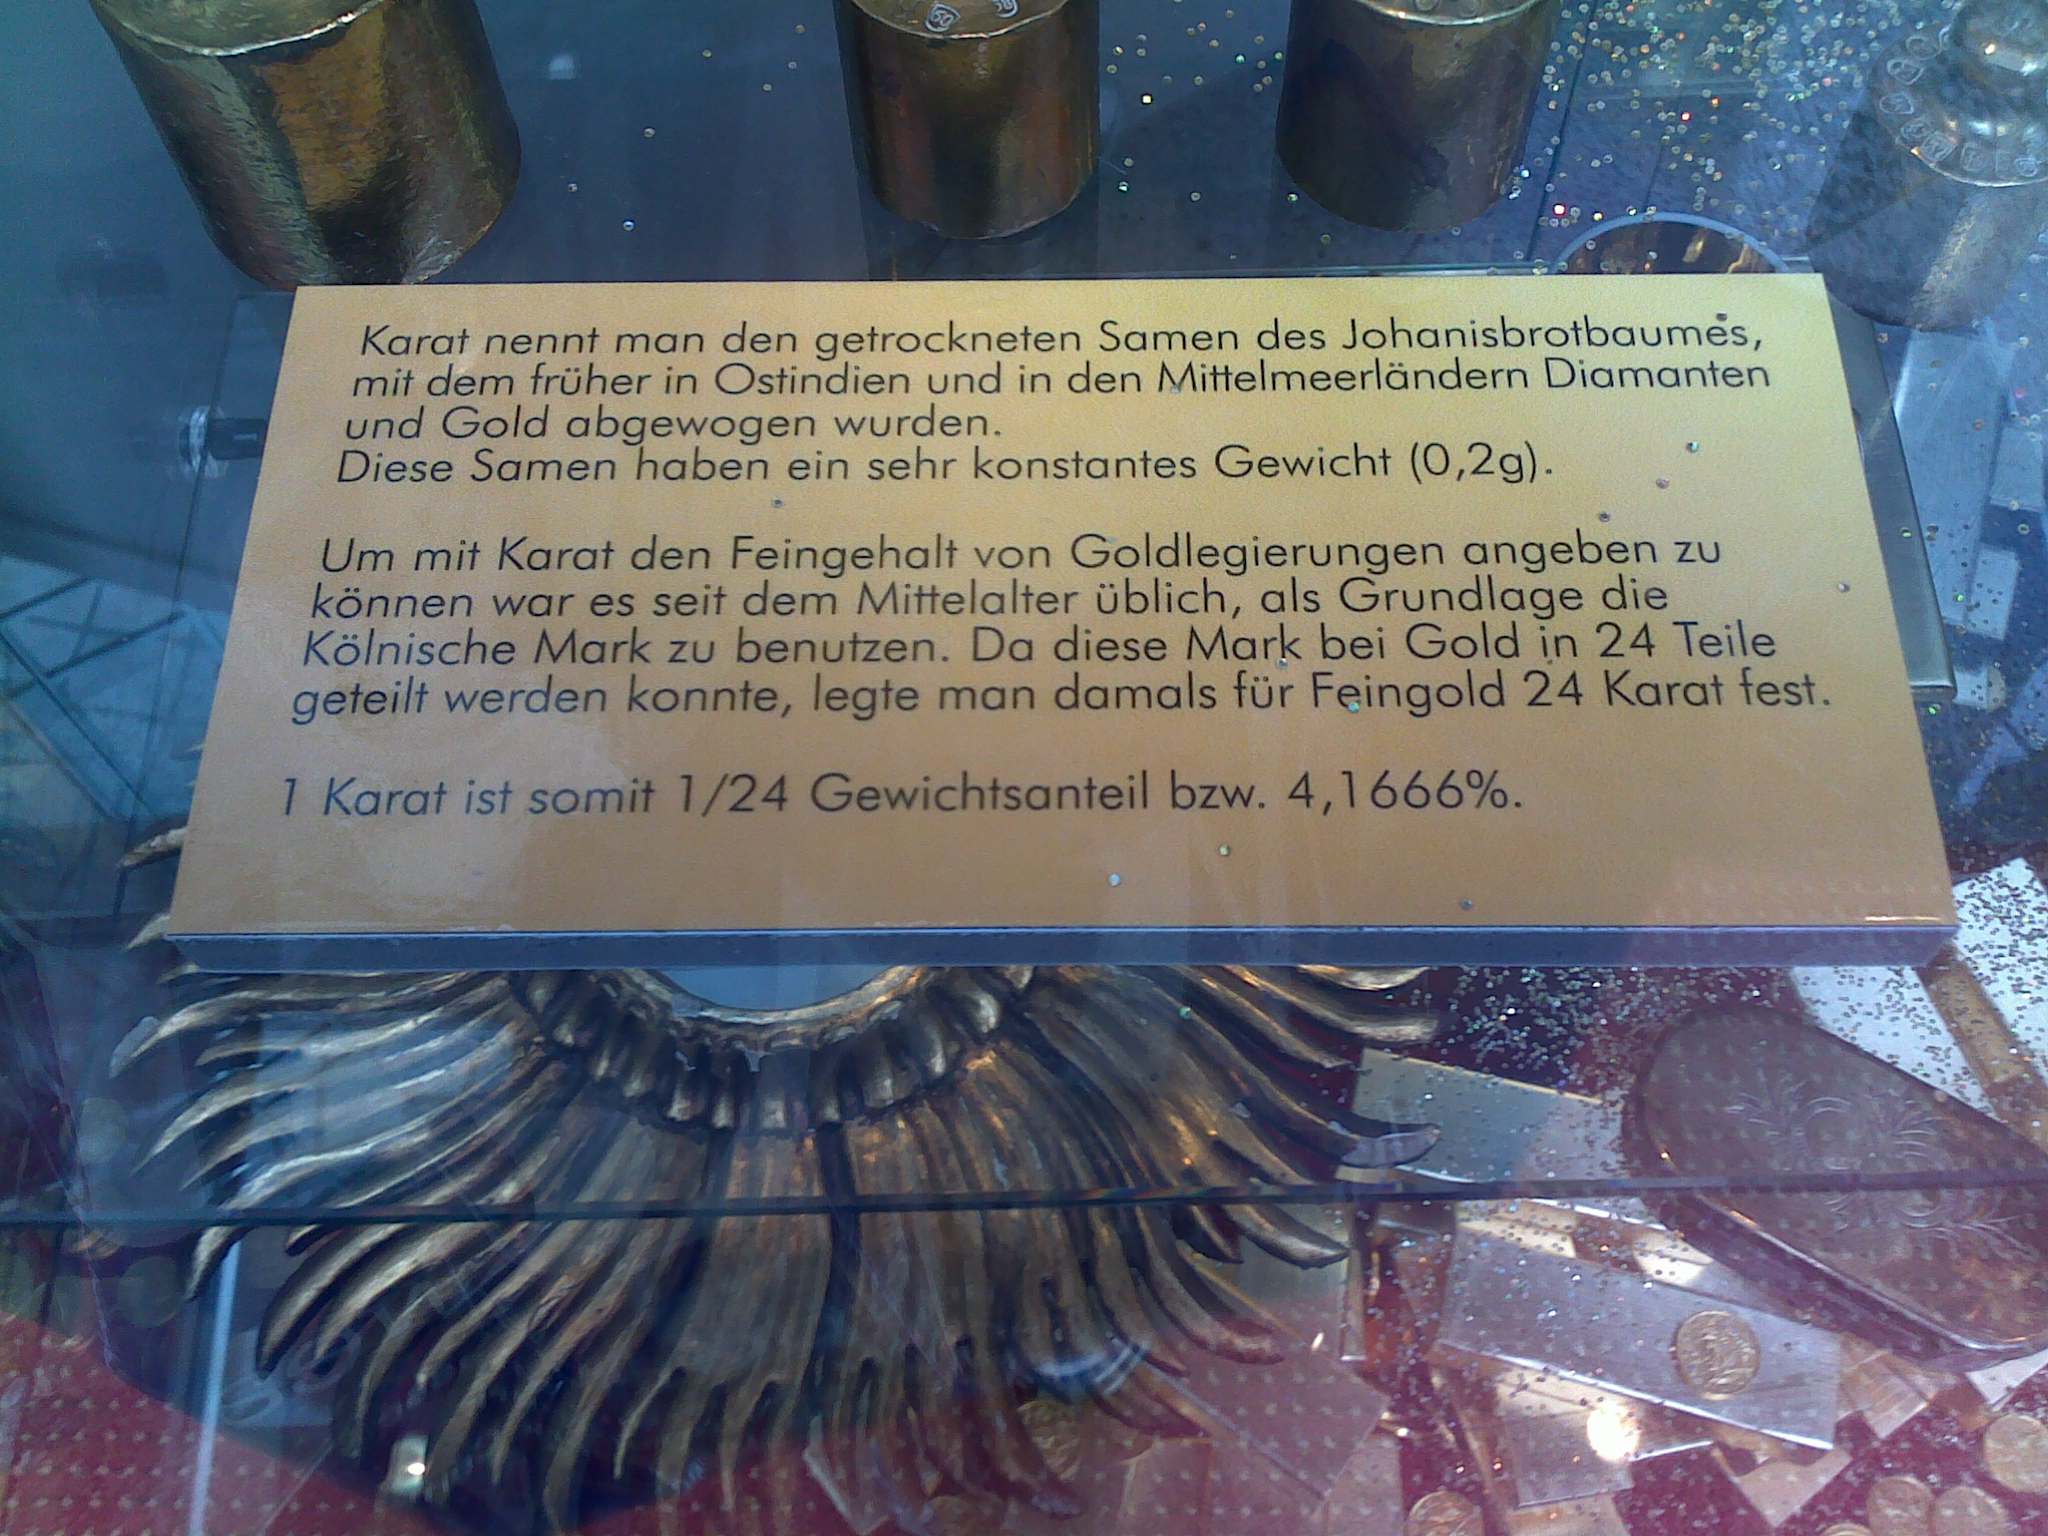 Karat nennt man den getrockneten Samen des Johanisbrotbaumes,
mit dem früher in Ostindien und in den Mittelmeerländern Diamanten
und Gold abgewogen wurden.
Diese Samen haben ein sehr konstantes Gewicht (0,2g).
Um mit Karat den Feingehalt von Goldlegierungen angeben zu
können war es seit dem Mittelalter üblich, als Grundlage die
Kölnische Mark zu benutzen. Da diese Mark bei Gold in 24 Teile
geteilt werden konnte, legte man damals für Feingold 24 Karat fest.
1 Karat ist somit 1/24 Gewichtsanteil bzw. 4,1666%.